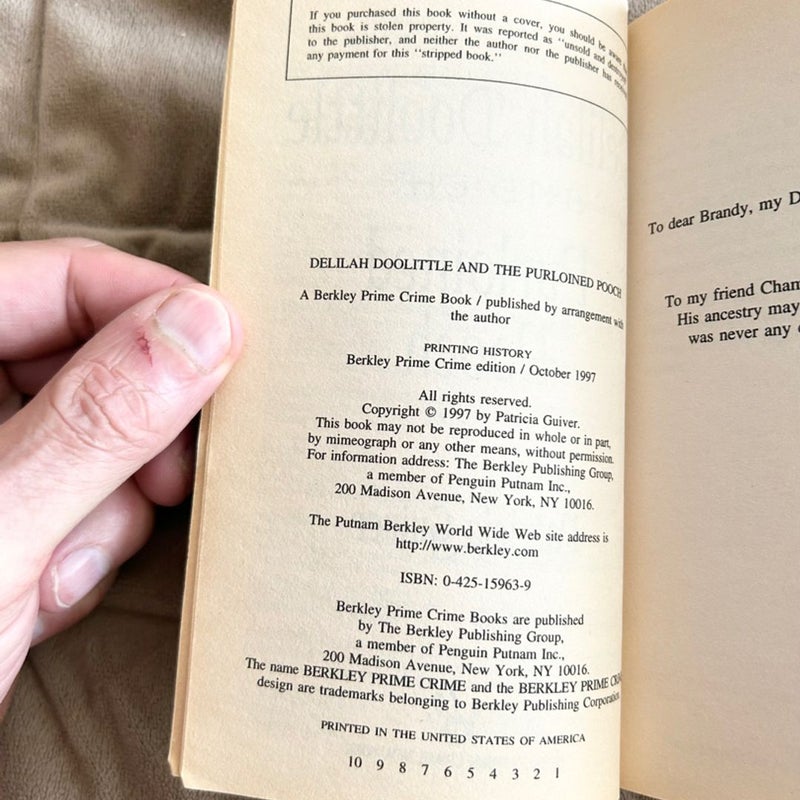 If you purchased this book without a cover, you should be aware
this book is stolen property. It was reported as "unsold and destroyed
to the publisher, and neither the author nor the publisher has received
any payment for this "stripped book."
DELILAH DOOLITTLE AND THE PURLOINED POOCH
A Berkley Prime Crime Book / published by arrangement with
the author
PRINTING HISTORY
Berkley Prime Crime edition / October 1997
All rights reserved.
Copyright © 1997 by Patricia Guiver.
This book may not be reproduced in whole or in part,
by mimeograph or any other means, without permission.
For information address: The Berkley Publishing Group,
a member of Penguin Putnam Inc.,
200 Madison Avenue, New York, NY 10016.
The Putnam Berkley World Wide Web site address is
http://www.berkley.com
ISBN: 0-425-15963-9
Berkley Prime Crime Books are published
by The Berkley Publishing Group,
a member of Penguin Putnam Inc.,
200 Madison Avenue, New York, NY 10016.
The name BERKLEY PRIME CRIME and the BERKLEY PRIME
design are trademarks belonging to Berkley Publishing Corporation.
PRINTED IN THE UNITED STATES OF AMERICA
10 9 8 7 6 5 4 3 2 1
To dear Brandy, my
To my friend
His ancestry may
was never any